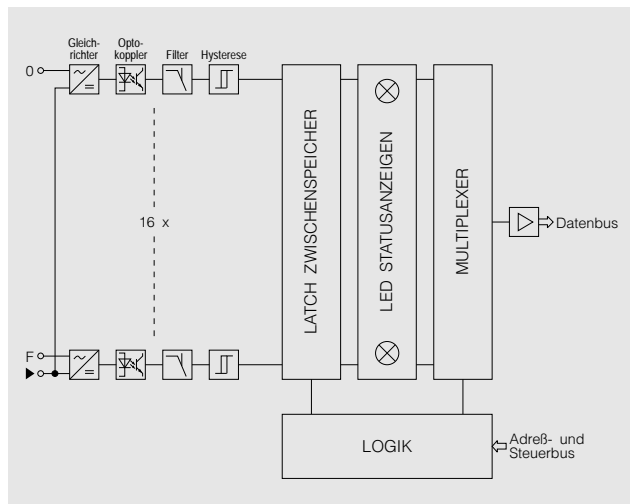 Gleich-
richter
Opto-
koppler
Filter
Hysterese
0
16 x
F
LATCH ZWISCHENSPEICHER
LED STATUSANZEIGEN
MULTIPLEXER
Datenbus
LOGIK
Adreß- und
Steuerbus